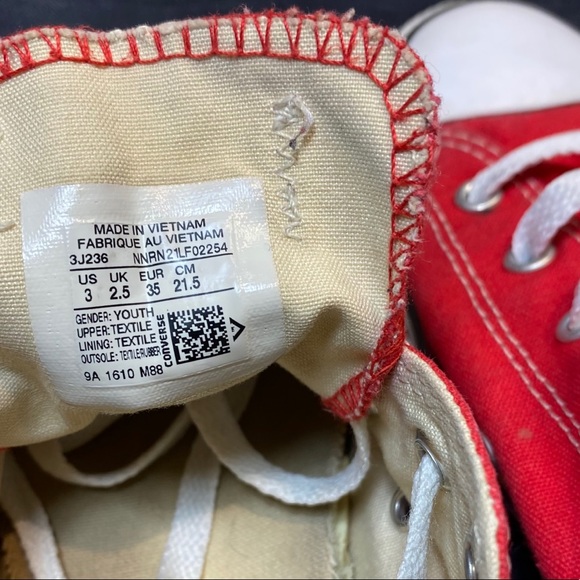 MADE IN VIETNAM
FABRIQUE AU VIETNAM
3J236 NNRN21LF02254
US UK EUR CM
3 2.5 35 21.5
GENDER: YOUTH
UPPER: TEXTILE
LINING: TEXTILE
OUTSOLE: TEXTILE/RUBBER
CONVERSE
9A 1610 M88